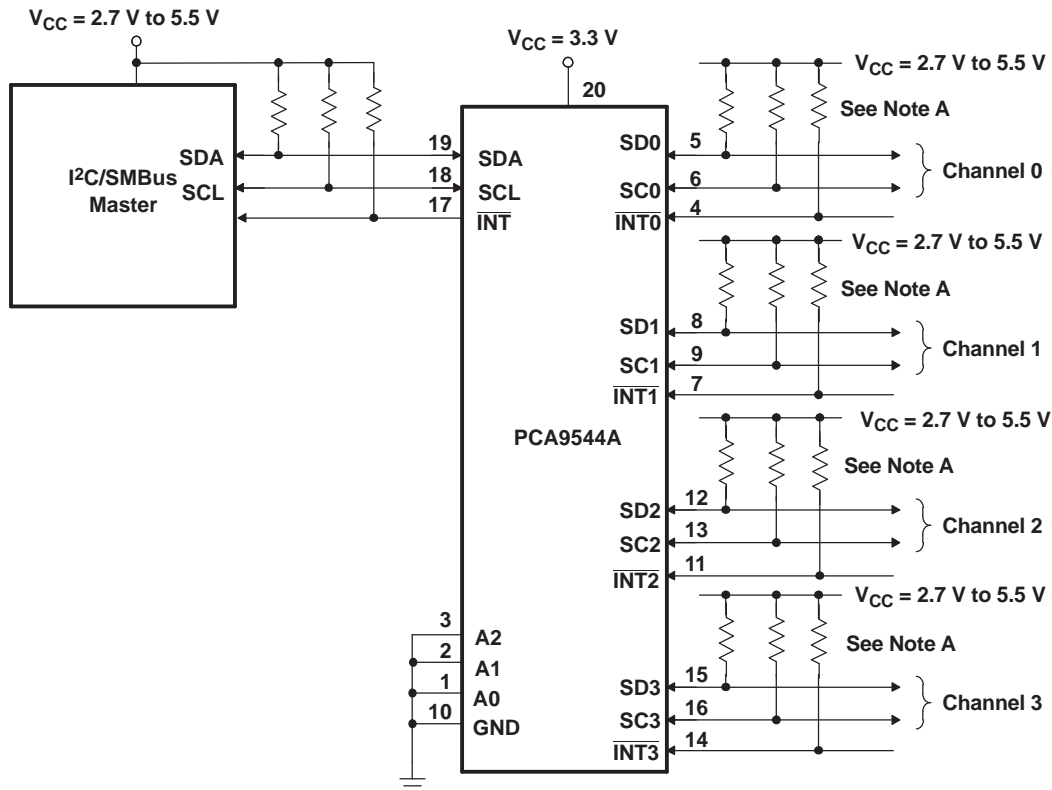 VCC = 2.7 V to 5.5 V
VCC = 3.3 V
20
I²C/SMBus
Master
SDA
SCL
19
18
17
SDA
SCL
INT
PCA9544A
3
2
1
10
A2
A1
A0
GND
VCC = 2.7 V to 5.5 V
See Note A
SD0
5
SC0
6
INT0
4
Channel 0
VCC = 2.7 V to 5.5 V
See Note A
SD1
8
SC1
9
INT1
7
Channel 1
VCC = 2.7 V to 5.5 V
See Note A
SD2
12
SC2
13
INT2
11
Channel 2
VCC = 2.7 V to 5.5 V
See Note A
SD3
15
SC3
16
INT3
14
Channel 3